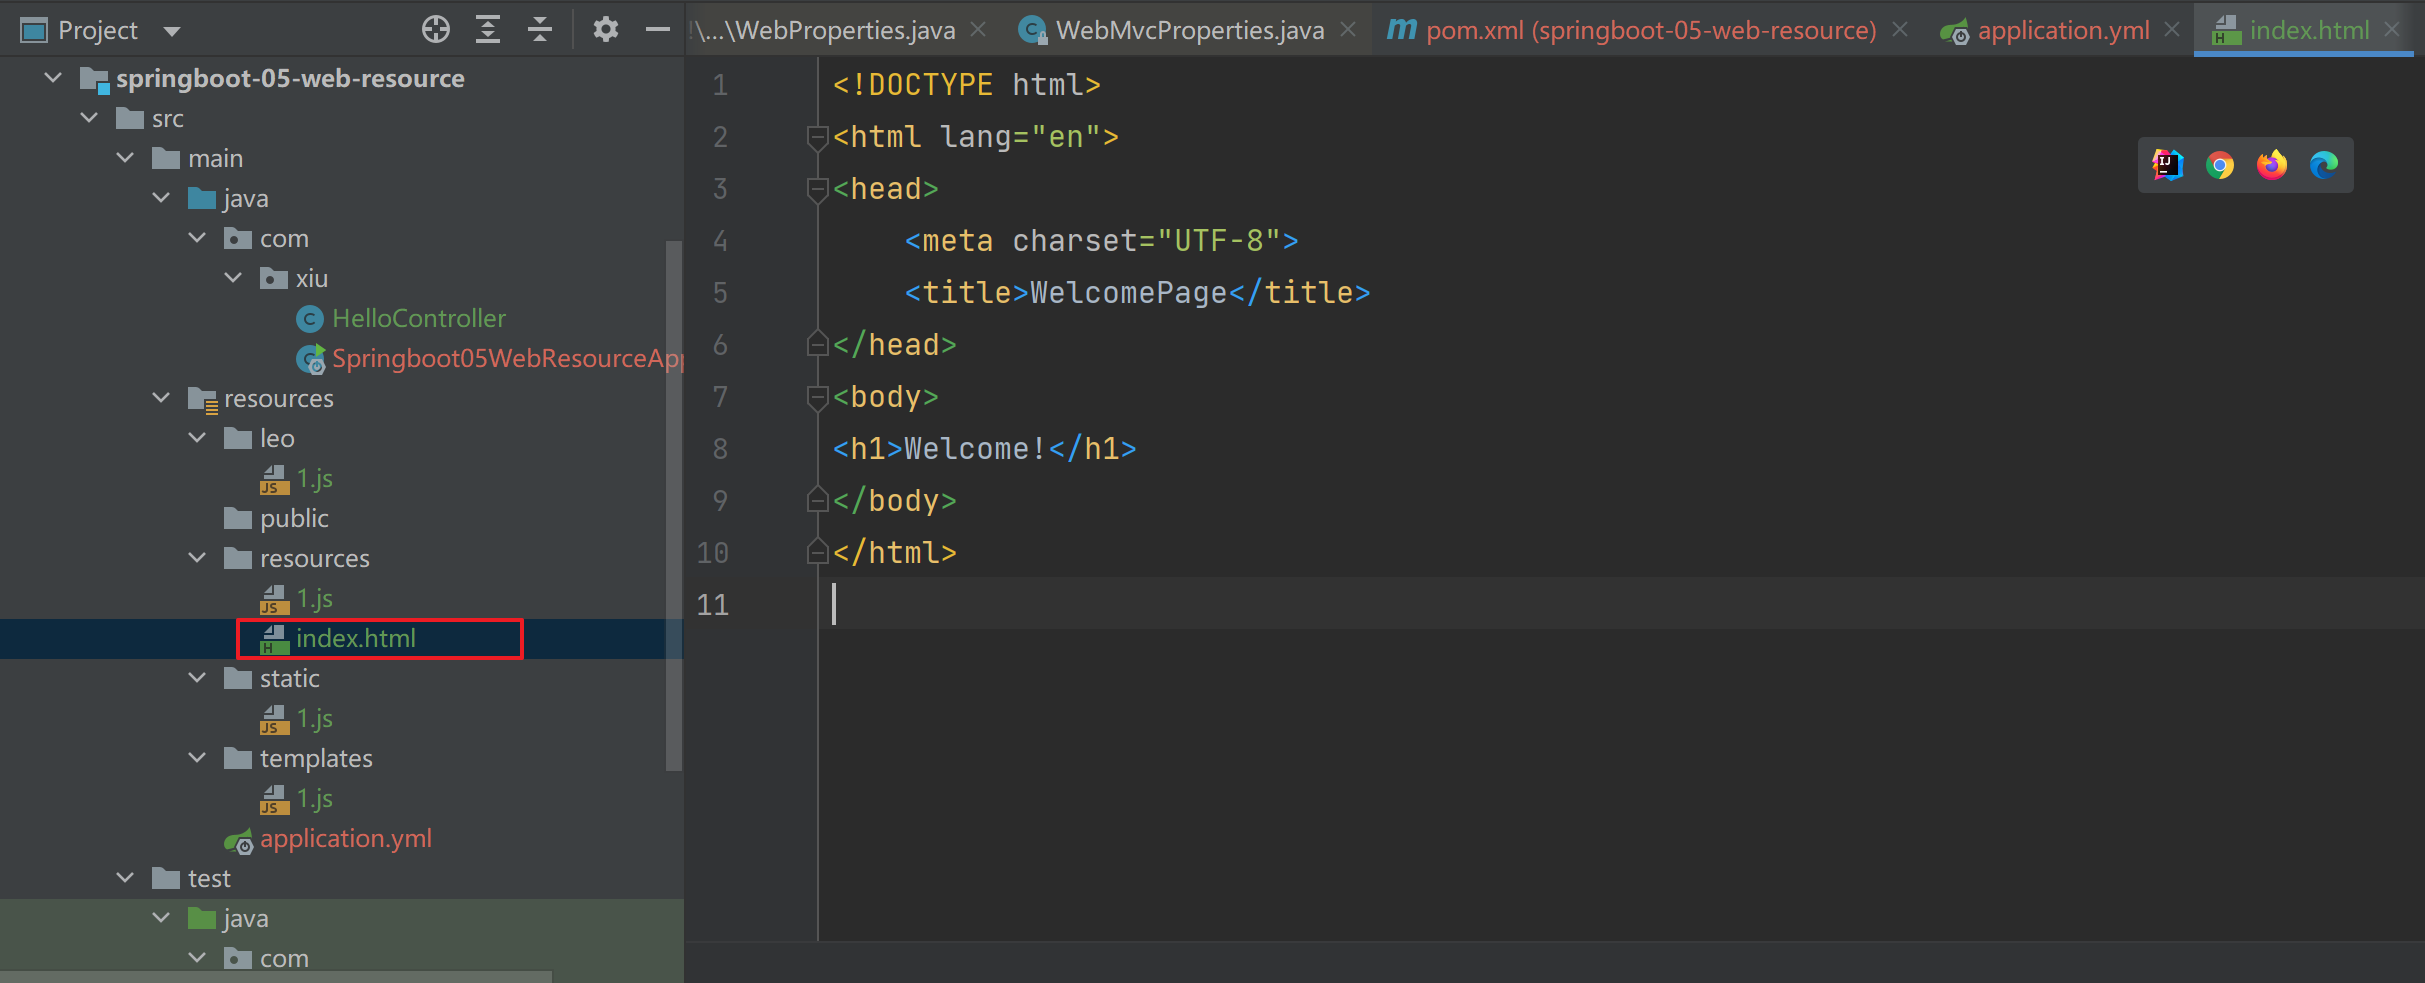 Project
springboot-05-web-resource
src
main
java
com
xiu
HelloController
Springboot05WebResourceApp
resources
leo
1.js
public
resources
1.js
index.html
static
1.js
templates
1.js
application.yml
test
java
com
\...\WebProperties.java
WebMvcProperties.java
pom.xml (springboot-05-web-resource)
application.yml
index.html
1 <!DOCTYPE html>
2 <html lang="en">
3 <head>
4 <meta charset="UTF-8">
5 <title>WelcomePage</title>
6 </head>
7 <body>
8 <h1>Welcome!</h1>
9 </body>
10 </html>
11